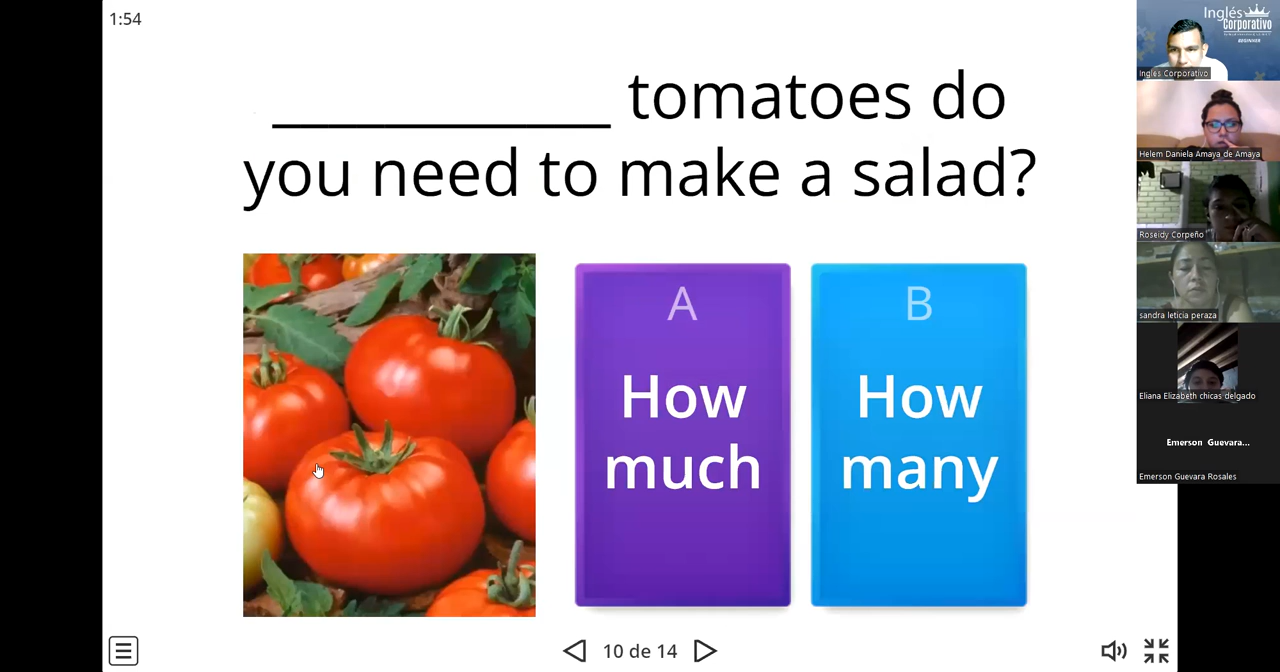 1:54
____________ tomatoes do
you need to make a salad?
A
How
much
B
How
many
10 de 14
Inglés
Corporativo
BEGINNER
Inglés Corporativo
Helem Daniela Amaya de Amaya
Roseidy Corpeño
sandra leticia peraza
Eliana Elizabeth chicas delgado
Emerson Guevara...
Emerson Guevara Rosales